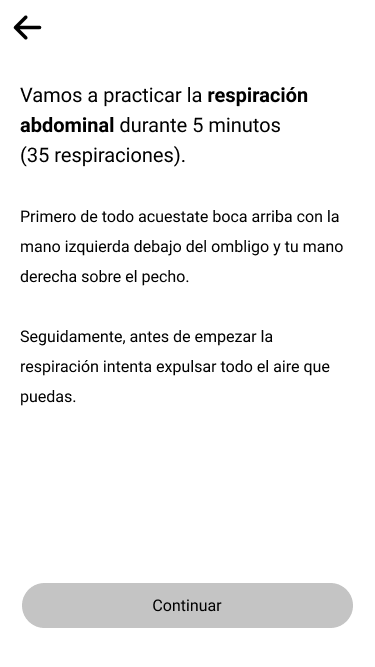 Vamos a practicar la respiración
abdominal durante 5 minutos
(35 respiraciones).
Primero de todo acuestate boca arriba con la
mano izquierda debajo del ombligo y tu mano
derecha sobre el pecho.
Seguidamente, antes de empezar la
respiración intenta expulsar todo el aire que
puedas.
Continuar